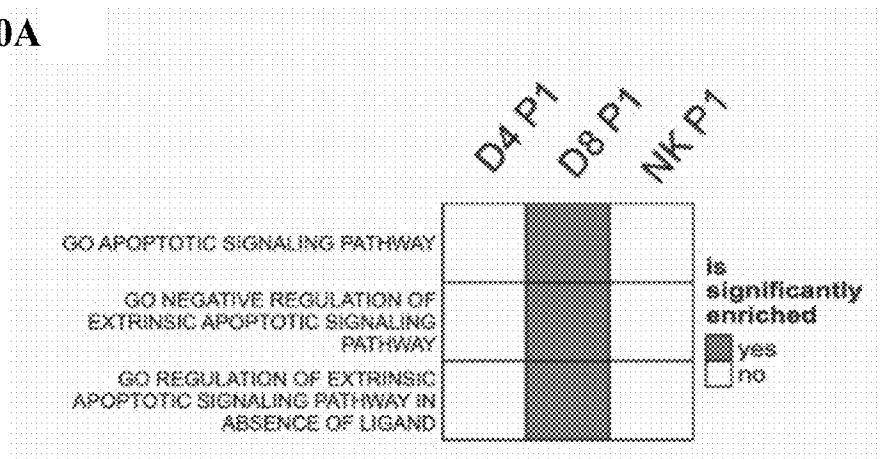 0A
D4 P1
D8 P1
NK P1
GO APOPTOTIC SIGNALING PATHWAY
GO NEGATIVE REGULATION OF
EXTRINSIC APOPTOTIC SIGNALING
PATHWAY
GO REGULATION OF EXTRINSIC
APOPTOTIC SIGNALING PATHWAY IN
ABSENCE OF LIGAND
is
significantly
enriched
yes
no